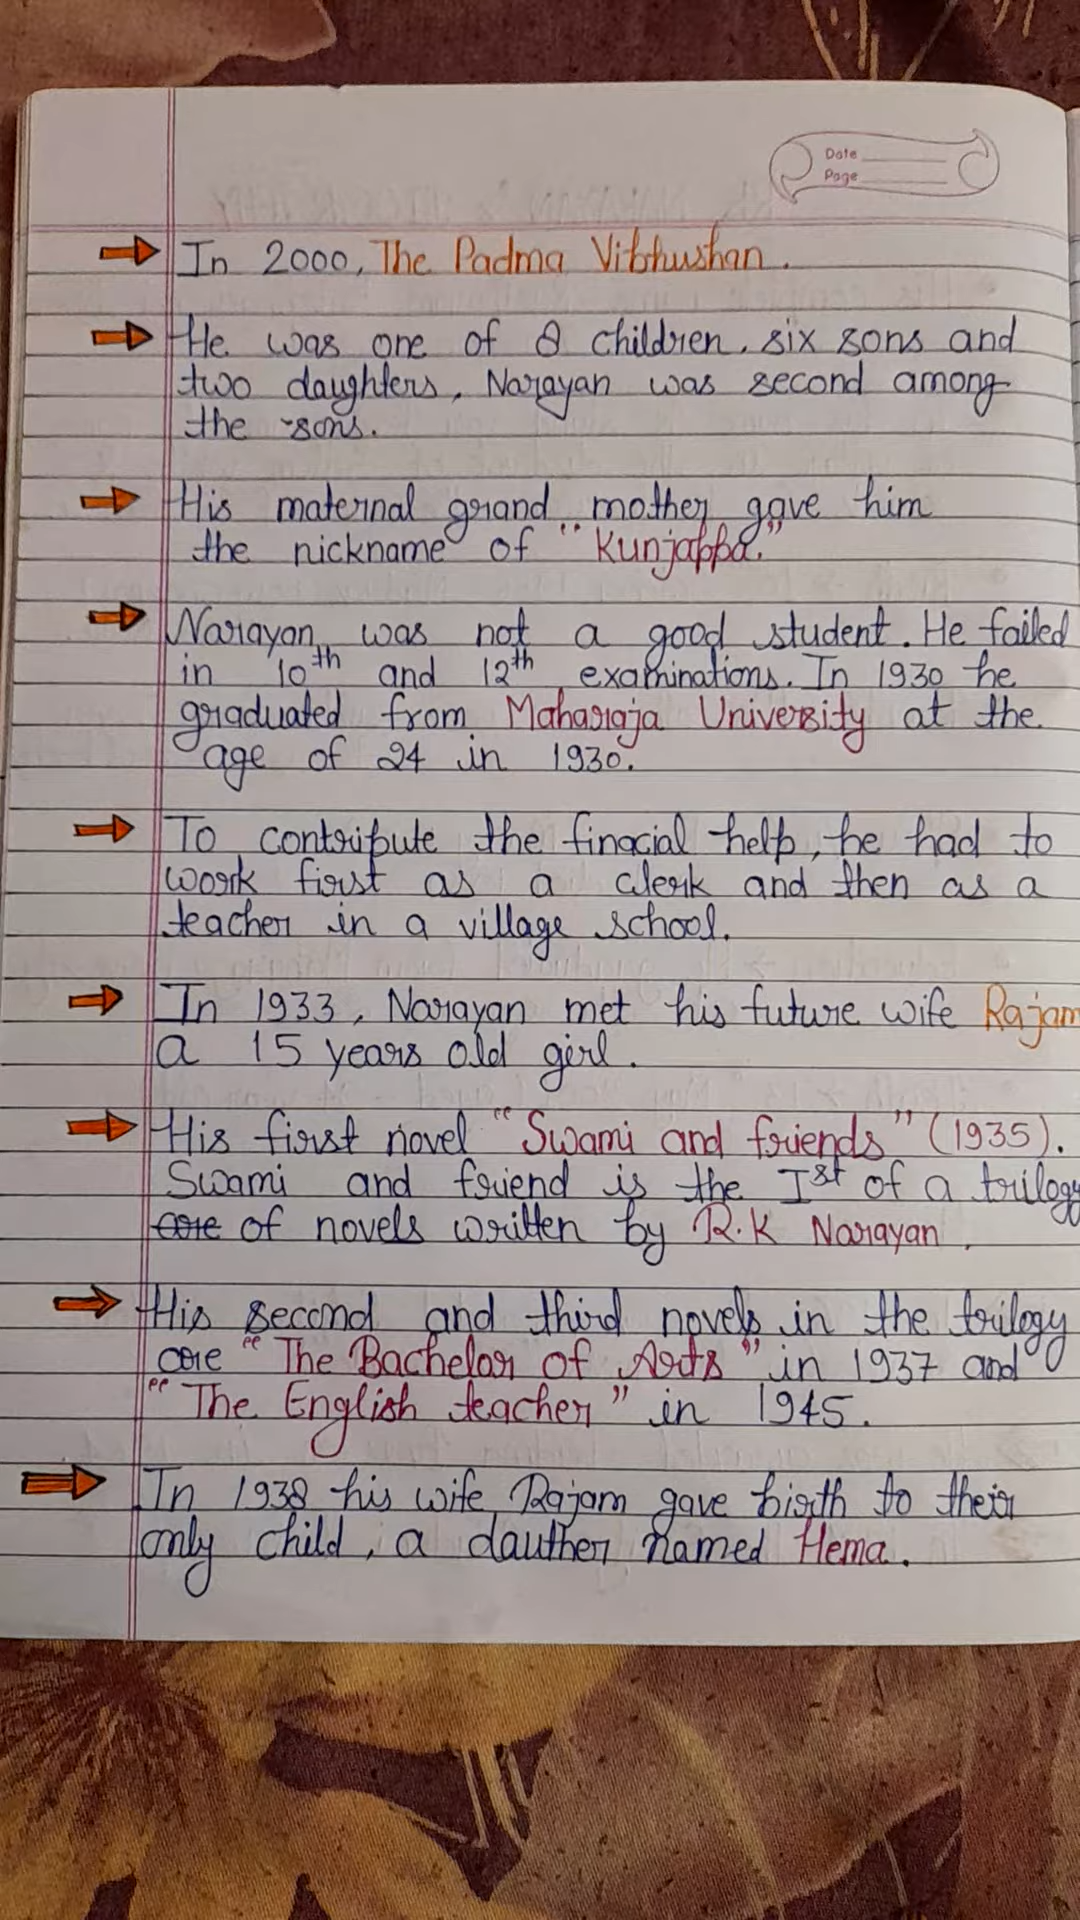 Date
Page
In 2000, The Padma Vibhushan.
He was one of 8 children, six sons and
two daughters, Narayan was second among
the sons.
His maternal grand mother gave him
the nickname of "Kunjappa."
Narayan was not a good student. He failed
in 10th and 12th examinations. In 1930 he
graduated from Maharaja University at the
age of 24 in 1930.
To contribute the finacial help, he had to
work first as a clerk and then as a
teacher in a village school.
In 1933, Narayan met his future wife Rajam
a 15 years old girl.
His first novel "Swami and friends" (1935).
Swami and friend is the Ist of a trilogy
are of novels written by R.K Narayan.
His second and third novels in the trilogy
are "The Bachelor of Arts" in 1937 and
"The English teacher" in 1945.
In 1938 his wife Rajam gave birth to their
only child, a dauther named Hema.